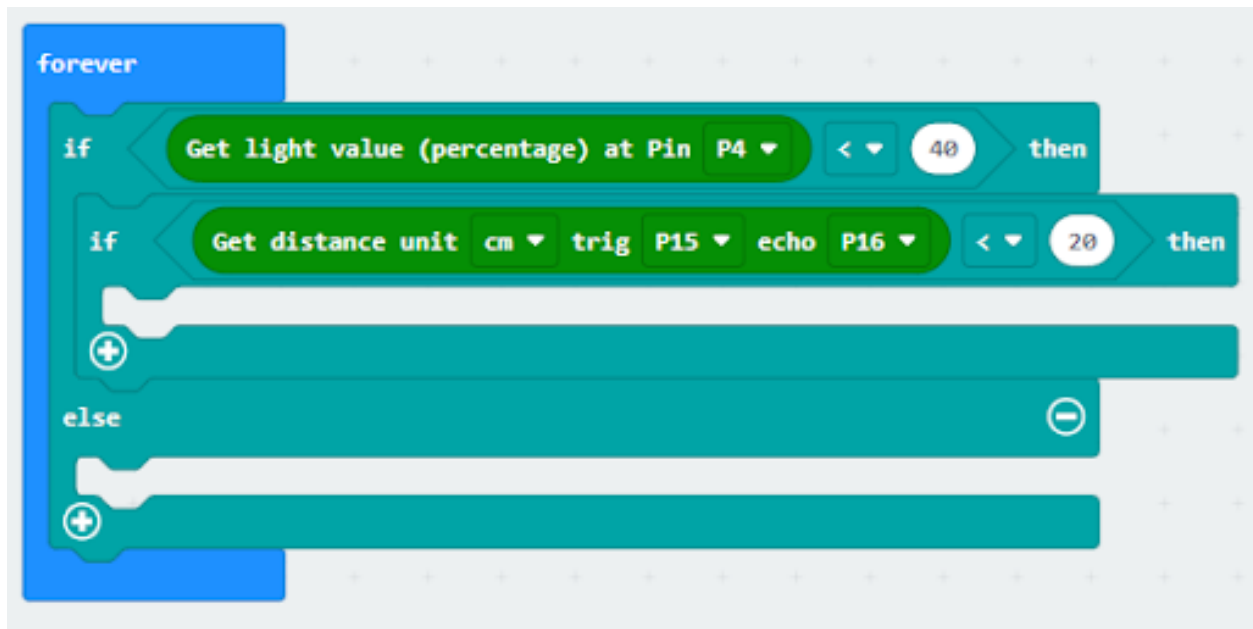 forever
if Get light value (percentage) at Pin P4 < 40 then
if Get distance unit cm trig P15 echo P16 < 20 then
else